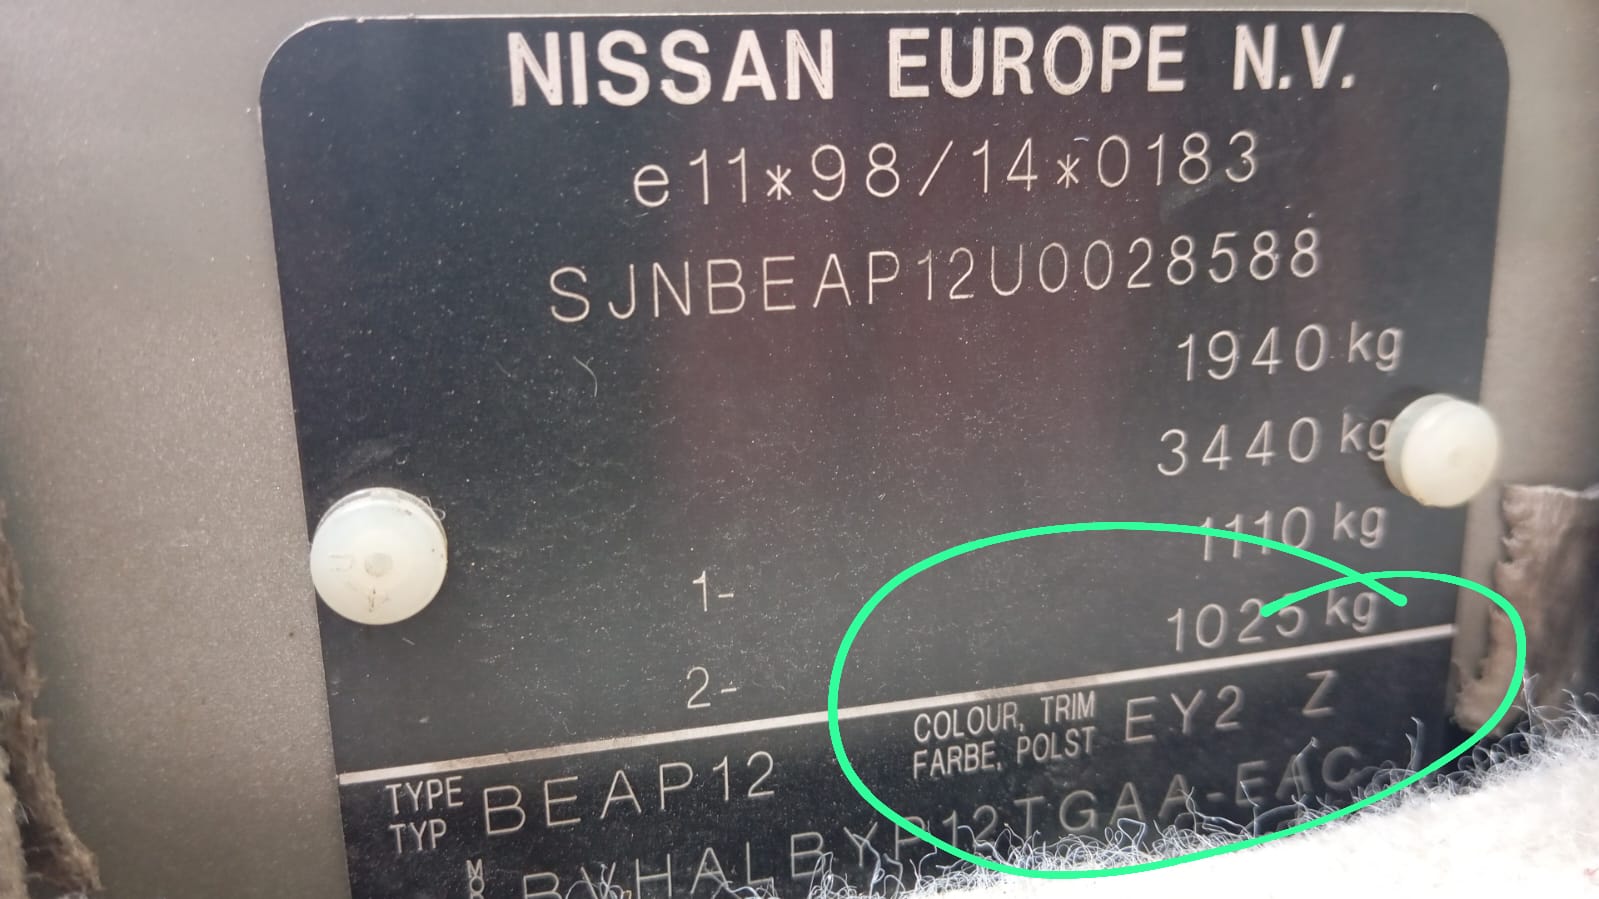 NISSAN EUROPE N.V.
e11*98/14*0183
SJNBEAP12U0028588
1940 kg
3440 kg
1110 kg
1- 1025 kg
2-
TYPE
TYP
BEAP12
COLOUR, TRIM
FARBE, POLST
EY2 Z